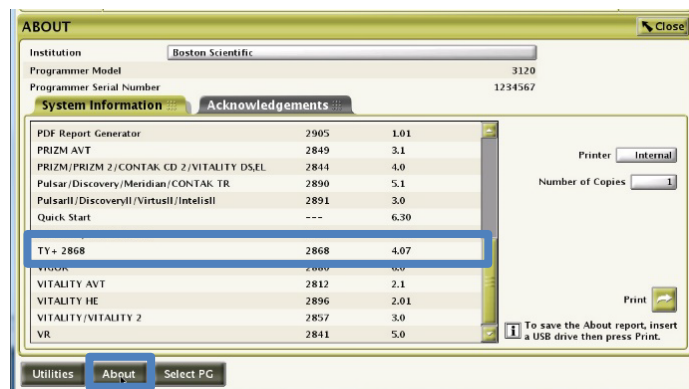 ABOUT Close
Institution Boston Scientific
Programmer Model 3120
Programmer Serial Number 1234567
System Information Acknowledgements
PDF Report Generator 2905 1.01
PRIZM AVT 2849 3.1
PRIZM/PRIZM 2/CONTAK CD 2/VITALITY DS,EL 2844 4.0
Pulsar/Discovery/Meridian/CONTAK TR 2890 5.1
PulsarII/DiscoveryII/VirtusII/IntelisII 2891 3.0
Quick Start --- 6.30
TY+ 2868 2868 4.07
VIGOR 2880 6.0
VITALITY AVT 2812 2.1
VITALITY HE 2896 2.01
VITALITY/VITALITY 2 2857 3.0
VR 2841 5.0
Printer Internal
Number of Copies 1
Print
To save the About report, insert
a USB drive then press Print.
Utilities About Select PG